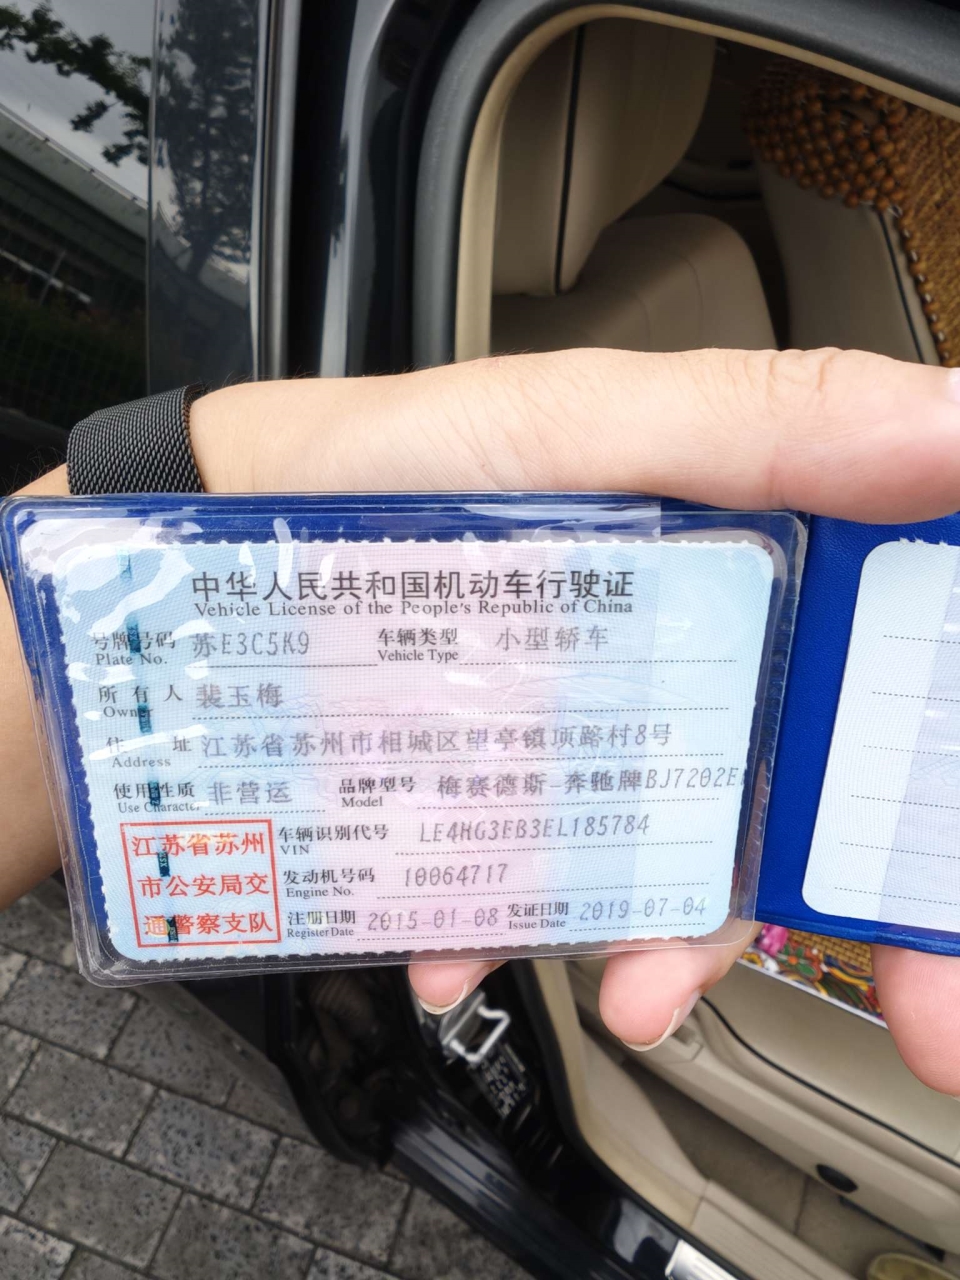 中华人民共和国机动车行驶证
Vehicle License of the People's Republic of China
号牌号码 苏E3C5K9 车辆类型 小型轿车
Plate No. Vehicle Type
所有人 裴玉梅
Owner
住址 江苏省苏州市相城区望亭镇项路村8号
Address
使用性质 非营运 品牌型号 梅赛德斯-奔驰牌BJ7202E
Use Character Model
江苏省苏州
市公安局交
通警察支队
车辆识别代号 LE4HG3EB3EL185784
VIN
发动机号码 10064717
Engine No.
注册日期 2015-01-08 发证日期 2019-07-04
Register Date Issue Date